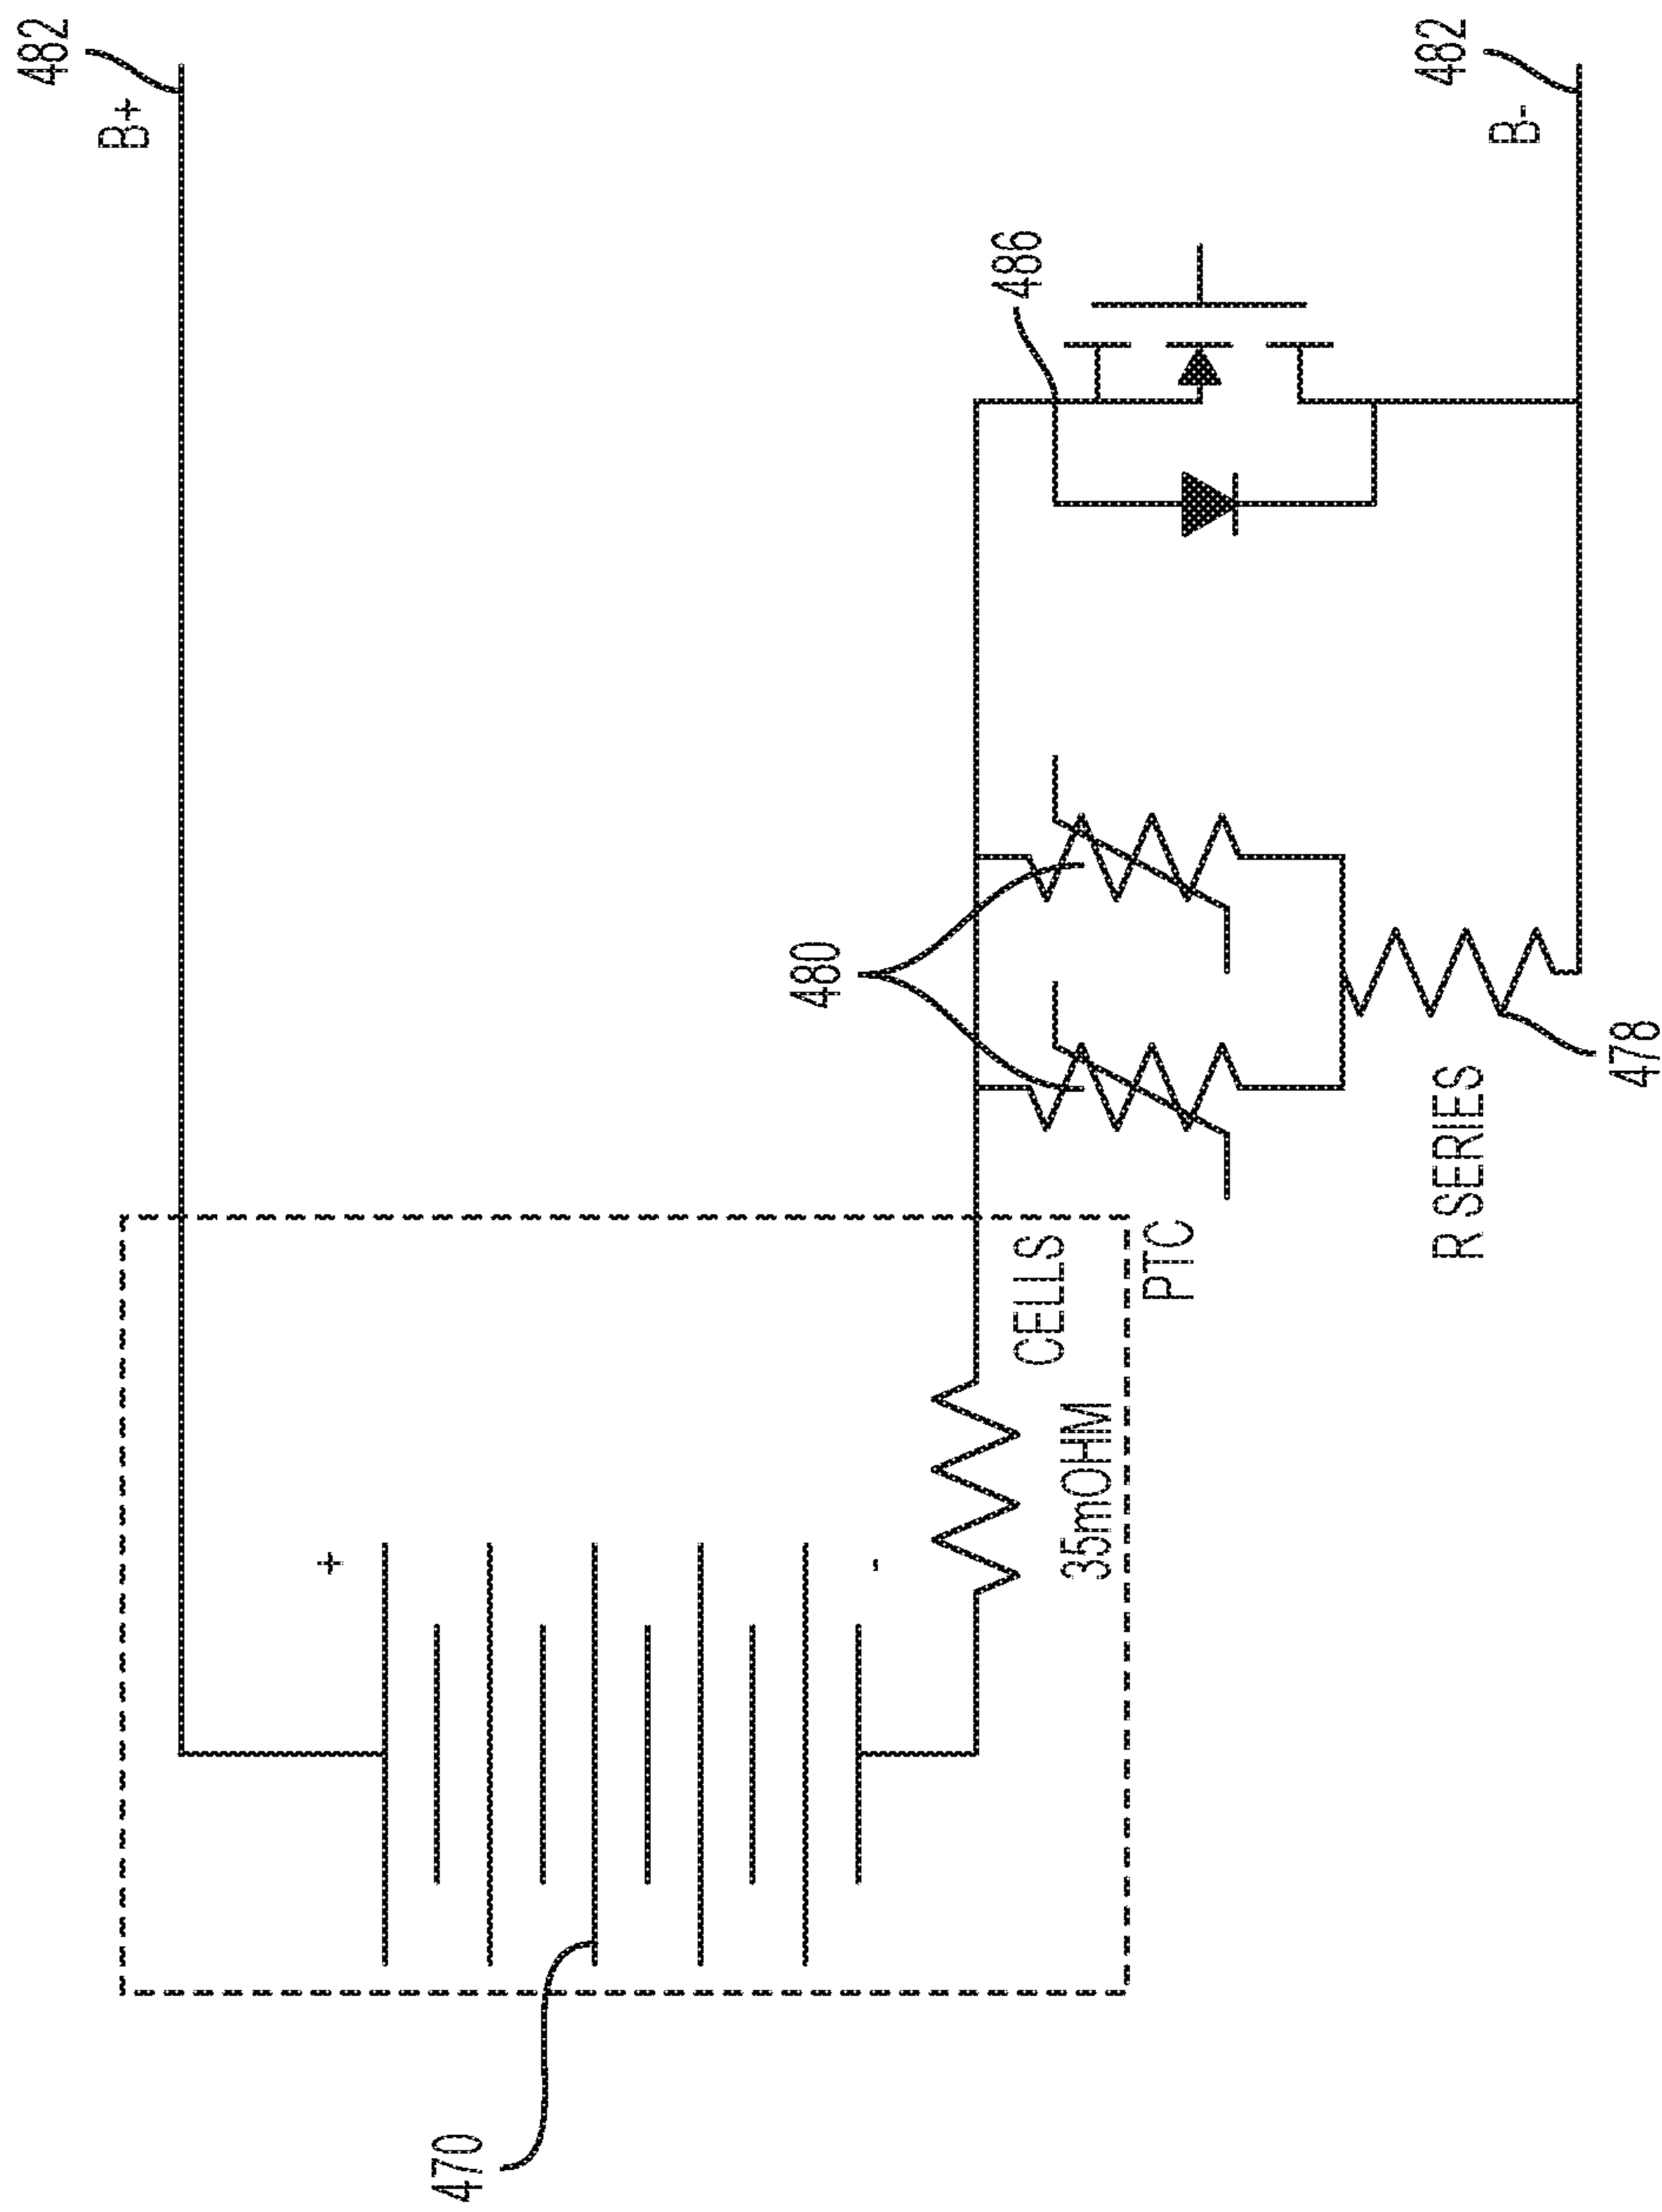 482
B+
482
B-
486
480
478
R SERIES
PTC
CELLS
35mOHM
+
-
470